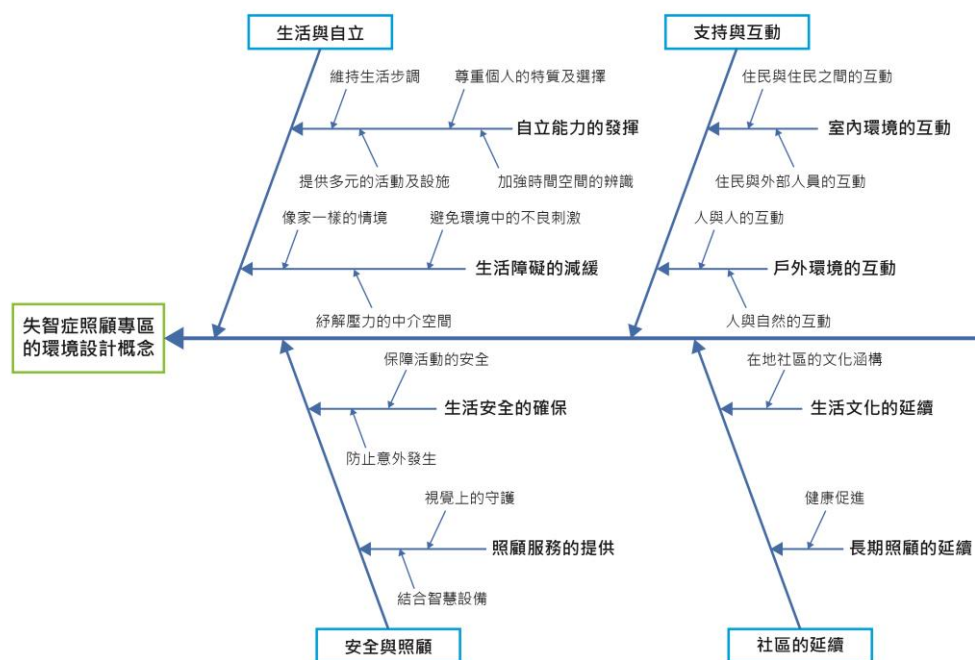 生活與自立
支持與互動
維持生活步調
尊重個人的特質及選擇
自立能力的發揮
提供多元的活動及設施
加強時間空間的辨識
像家一樣的情境
避免環境中的不良刺激
生活障礙的減緩
紓解壓力的中介空間
住民與住民之間的互動
室內環境的互動
住民與外部人員的互動
人與人的互動
戶外環境的互動
人與自然的互動
失智症照顧專區
的環境設計概念
保障活動的安全
生活安全的確保
防止意外發生
視覺上的守護
照顧服務的提供
結合智慧設備
在地社區的文化涵構
生活文化的延續
健康促進
長期照顧的延續
安全與照顧
社區的延續